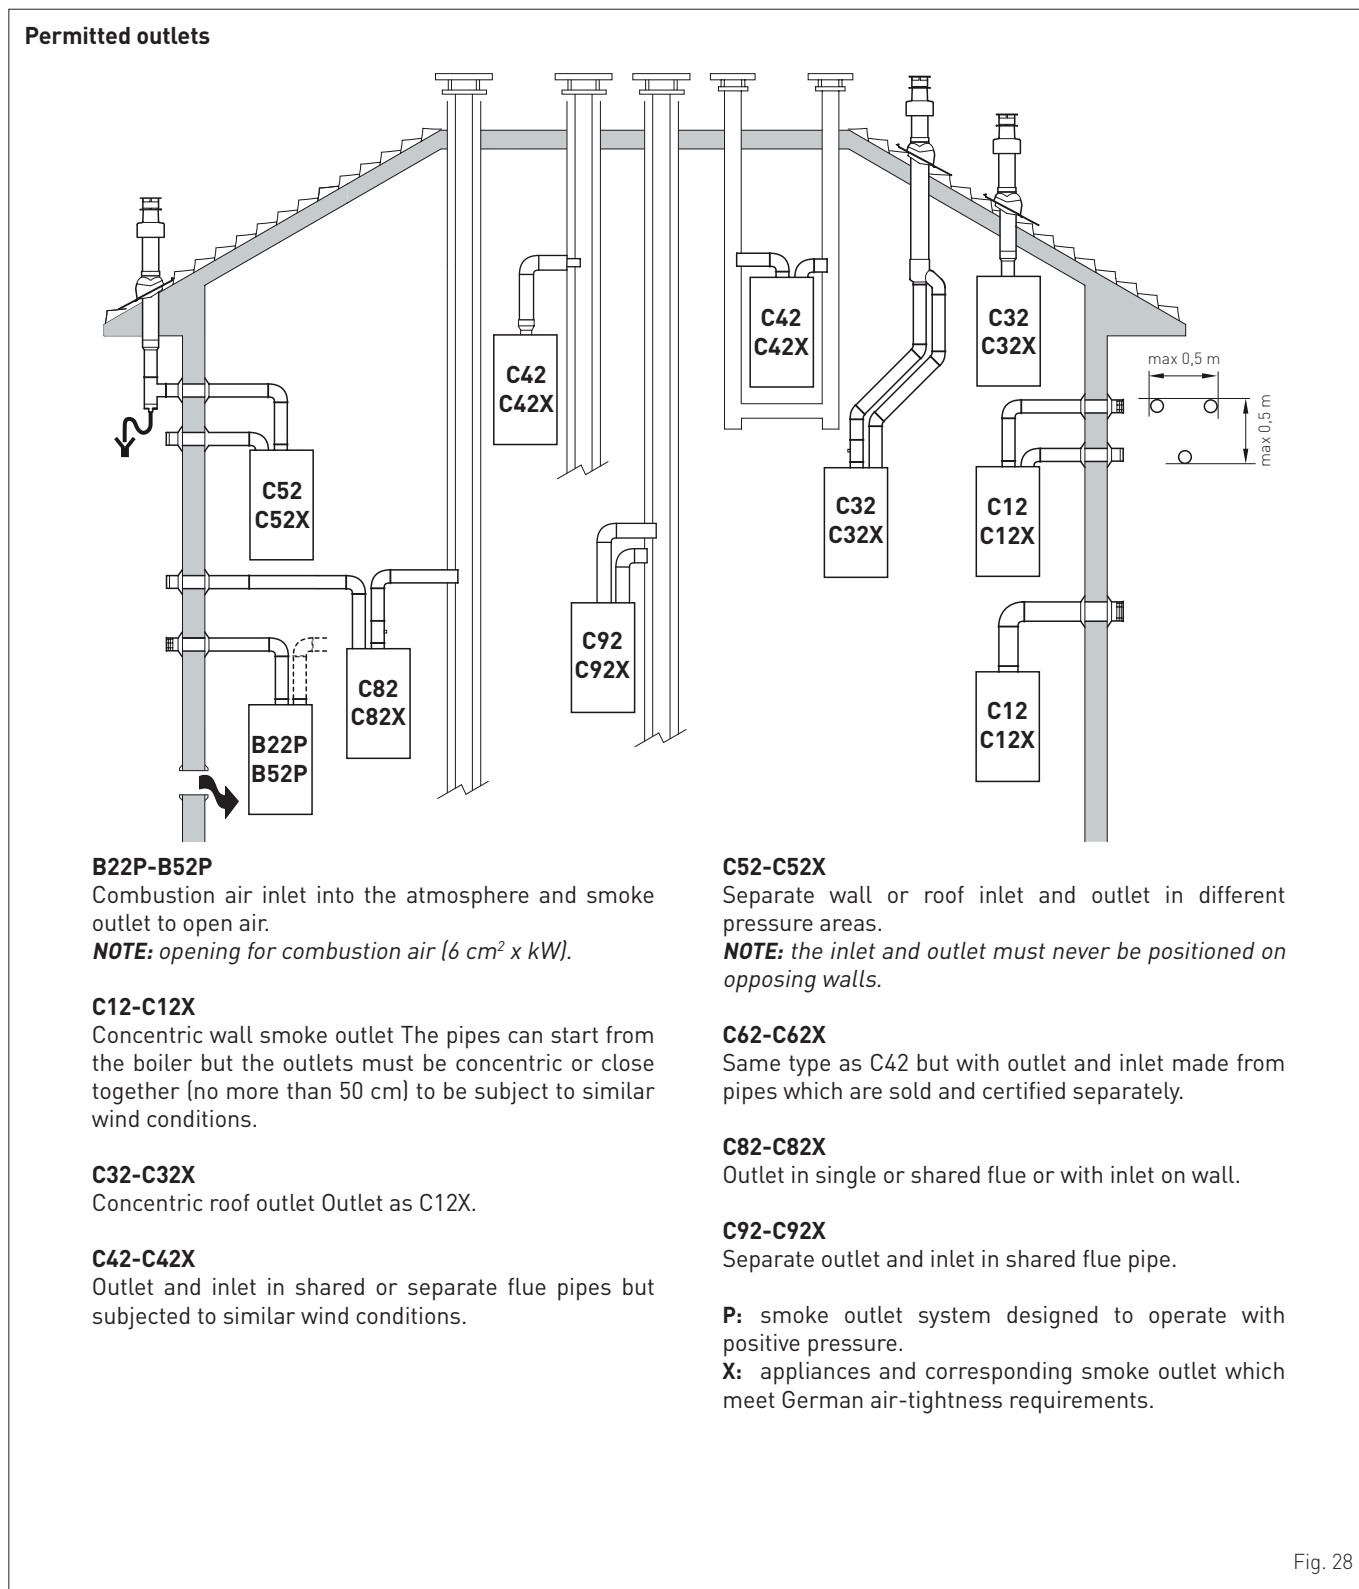 Permitted outlets
C42
C42X
C42
C42X
C32
C32X
max 0,5 m
max 0,5 m
C52
C52X
C32
C32X
C12
C12X
C92
C92X
C82
C82X
C12
C12X
B22P
B52P
B22P-B52P
Combustion air inlet into the atmosphere and smoke
outlet to open air.
NOTE: opening for combustion air (6 cm² x kW).
C12-C12X
Concentric wall smoke outlet The pipes can start from
the boiler but the outlets must be concentric or close
together (no more than 50 cm) to be subject to similar
wind conditions.
C32-C32X
Concentric roof outlet Outlet as C12X.
C42-C42X
Outlet and inlet in shared or separate flue pipes but
subjected to similar wind conditions.
C52-C52X
Separate wall or roof inlet and outlet in different
pressure areas.
NOTE: the inlet and outlet must never be positioned on
opposing walls.
C62-C62X
Same type as C42 but with outlet and inlet made from
pipes which are sold and certified separately.
C82-C82X
Outlet in single or shared flue or with inlet on wall.
C92-C92X
Separate outlet and inlet in shared flue pipe.
P: smoke outlet system designed to operate with
positive pressure.
X: appliances and corresponding smoke outlet which
meet German air-tightness requirements.
Fig. 28